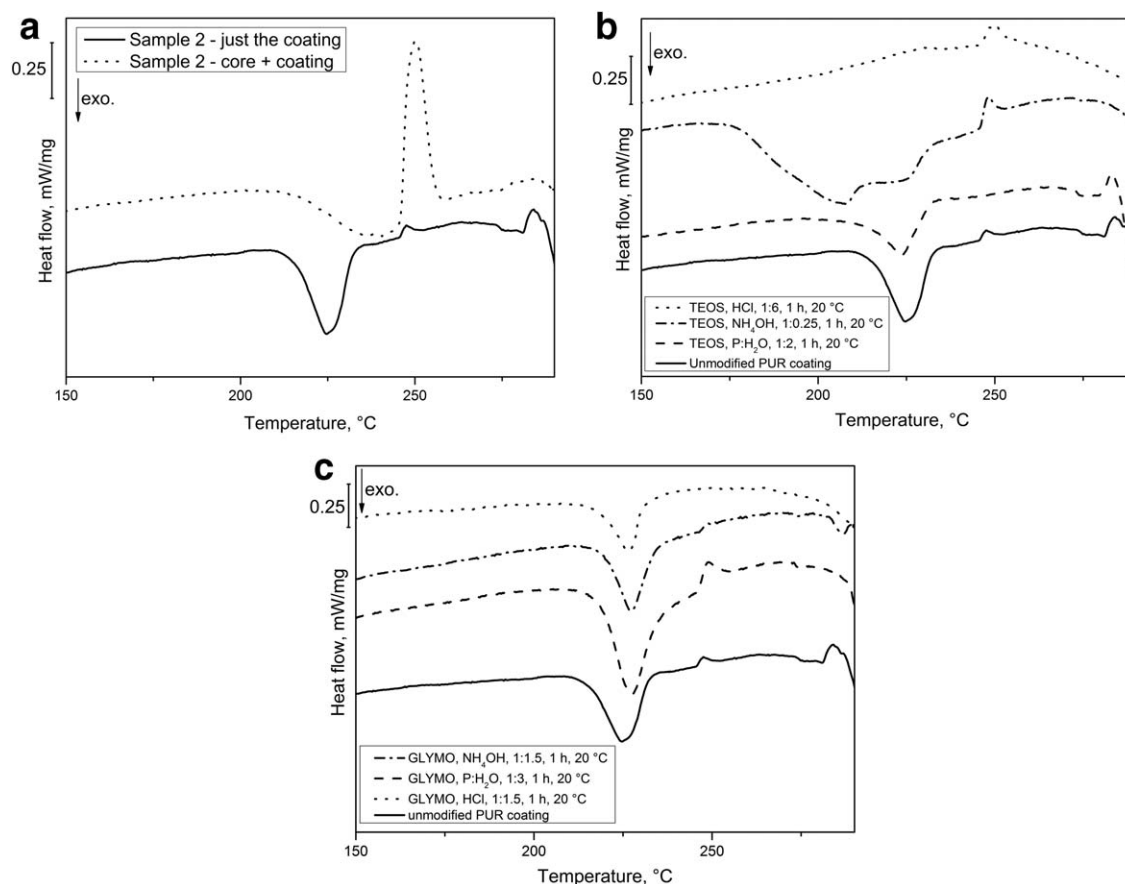 a
Sample 2 - just the coating
Sample 2 - core + coating
0.25
exo.
Heat flow, mW/mg
150
200
250
Temperature, °C
b
exo.
0.25
Heat flow, mW/mg
TEOS, HCl, 1:6, 1 h, 20 °C
TEOS, NH₄OH, 1:0.25, 1 h, 20 °C
TEOS, P:H₂O, 1:2, 1 h, 20 °C
Unmodified PUR coating
150
200
250
Temperature, °C
c
exo.
0.25
Heat flow, mW/mg
GLYMO, NH₄OH, 1:1.5, 1 h, 20 °C
GLYMO, P:H₂O, 1:3, 1 h, 20 °C
GLYMO, HCl, 1:1.5, 1 h, 20 °C
unmodified PUR coating
150
200
250
Temperature, °C